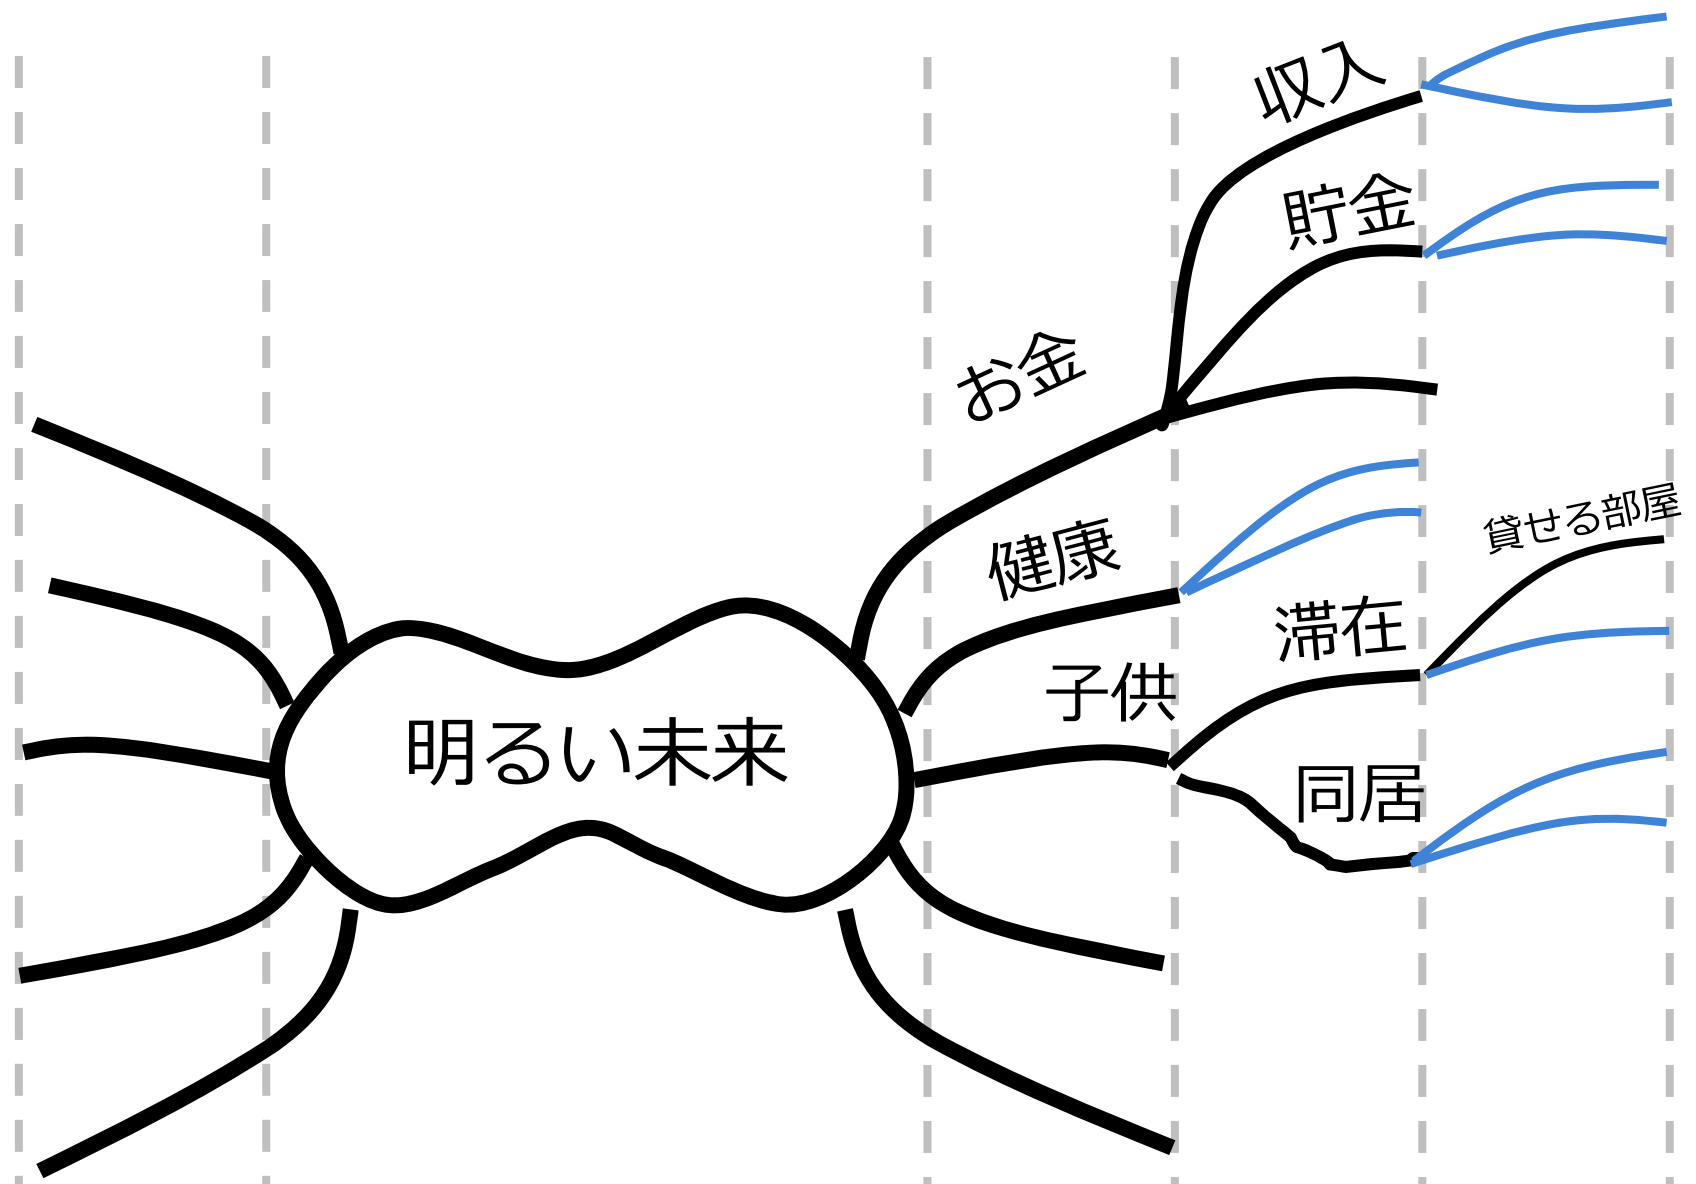 収入
貯金
お金
貸せる部屋
健康
滞在
子供
明るい未来
同居